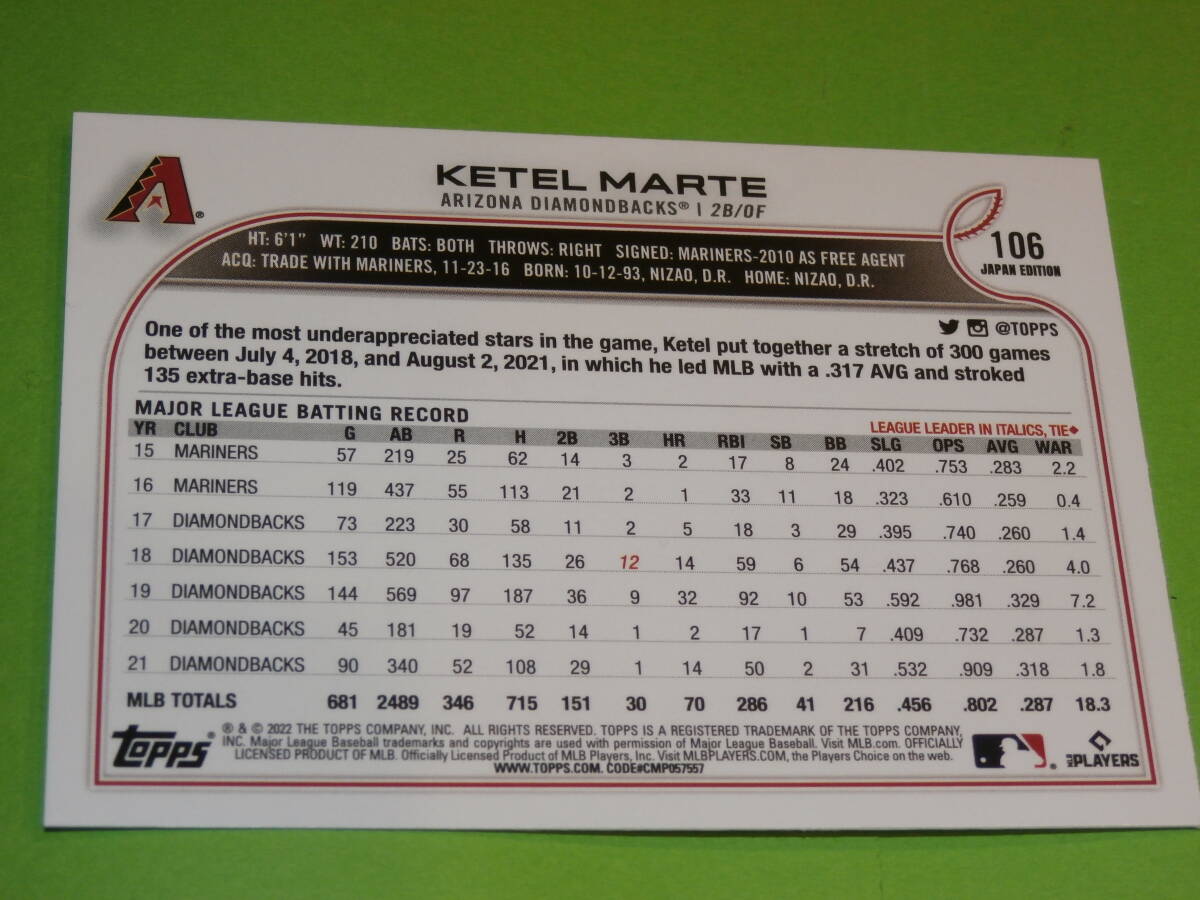 KETEL MARTE
ARIZONA DIAMONDBACKS® | 2B/OF
HT: 6'1" WT: 210 BATS: BOTH THROWS: RIGHT SIGNED: MARINERS-2010 AS FREE AGENT
ACQ: TRADE WITH MARINERS, 11-23-16 BORN: 10-12-93, NIZAO, D.R. HOME: NIZAO, D.R.
106
JAPAN EDITION
@TOPPS
One of the most underappreciated stars in the game, Ketel put together a stretch of 300 games
between July 4, 2018, and August 2, 2021, in which he led MLB with a .317 AVG and stroked
135 extra-base hits.
MAJOR LEAGUE BATTING RECORD
LEAGUE LEADER IN ITALICS, TIE♦
YR CLUB G AB R H 2B 3B HR RBI SB BB SLG OPS AVG WAR
15 MARINERS 57 219 25 62 14 3 2 17 8 24 .402 .753 .283 2.2
16 MARINERS 119 437 55 113 21 2 1 33 11 18 .323 .610 .259 0.4
17 DIAMONDBACKS 73 223 30 58 11 2 5 18 3 29 .395 .740 .260 1.4
18 DIAMONDBACKS 153 520 68 135 26 12 14 59 6 54 .437 .768 .260 4.0
19 DIAMONDBACKS 144 569 97 187 36 9 32 92 10 53 .592 .981 .329 7.2
20 DIAMONDBACKS 45 181 19 52 14 1 2 17 1 7 .409 .732 .287 1.3
21 DIAMONDBACKS 90 340 52 108 29 1 14 50 2 31 .532 .909 .318 1.8
MLB TOTALS 681 2489 346 715 151 30 70 286 41 216 .456 .802 .287 18.3
topps®
® & © 2022 THE TOPPS COMPANY, INC. ALL RIGHTS RESERVED. TOPPS IS A REGISTERED TRADEMARK OF THE TOPPS COMPANY,
INC. Major League Baseball trademarks and copyrights are used with permission of Major League Baseball. Visit MLB.com. OFFICIALLY
LICENSED PRODUCT OF MLB. Officially Licensed Product of MLB Players, Inc. Visit MLBPLAYERS.COM, the Players Choice on the web.
WWW.TOPPS.COM. CODE#CMP057557
MLB PLAYERS